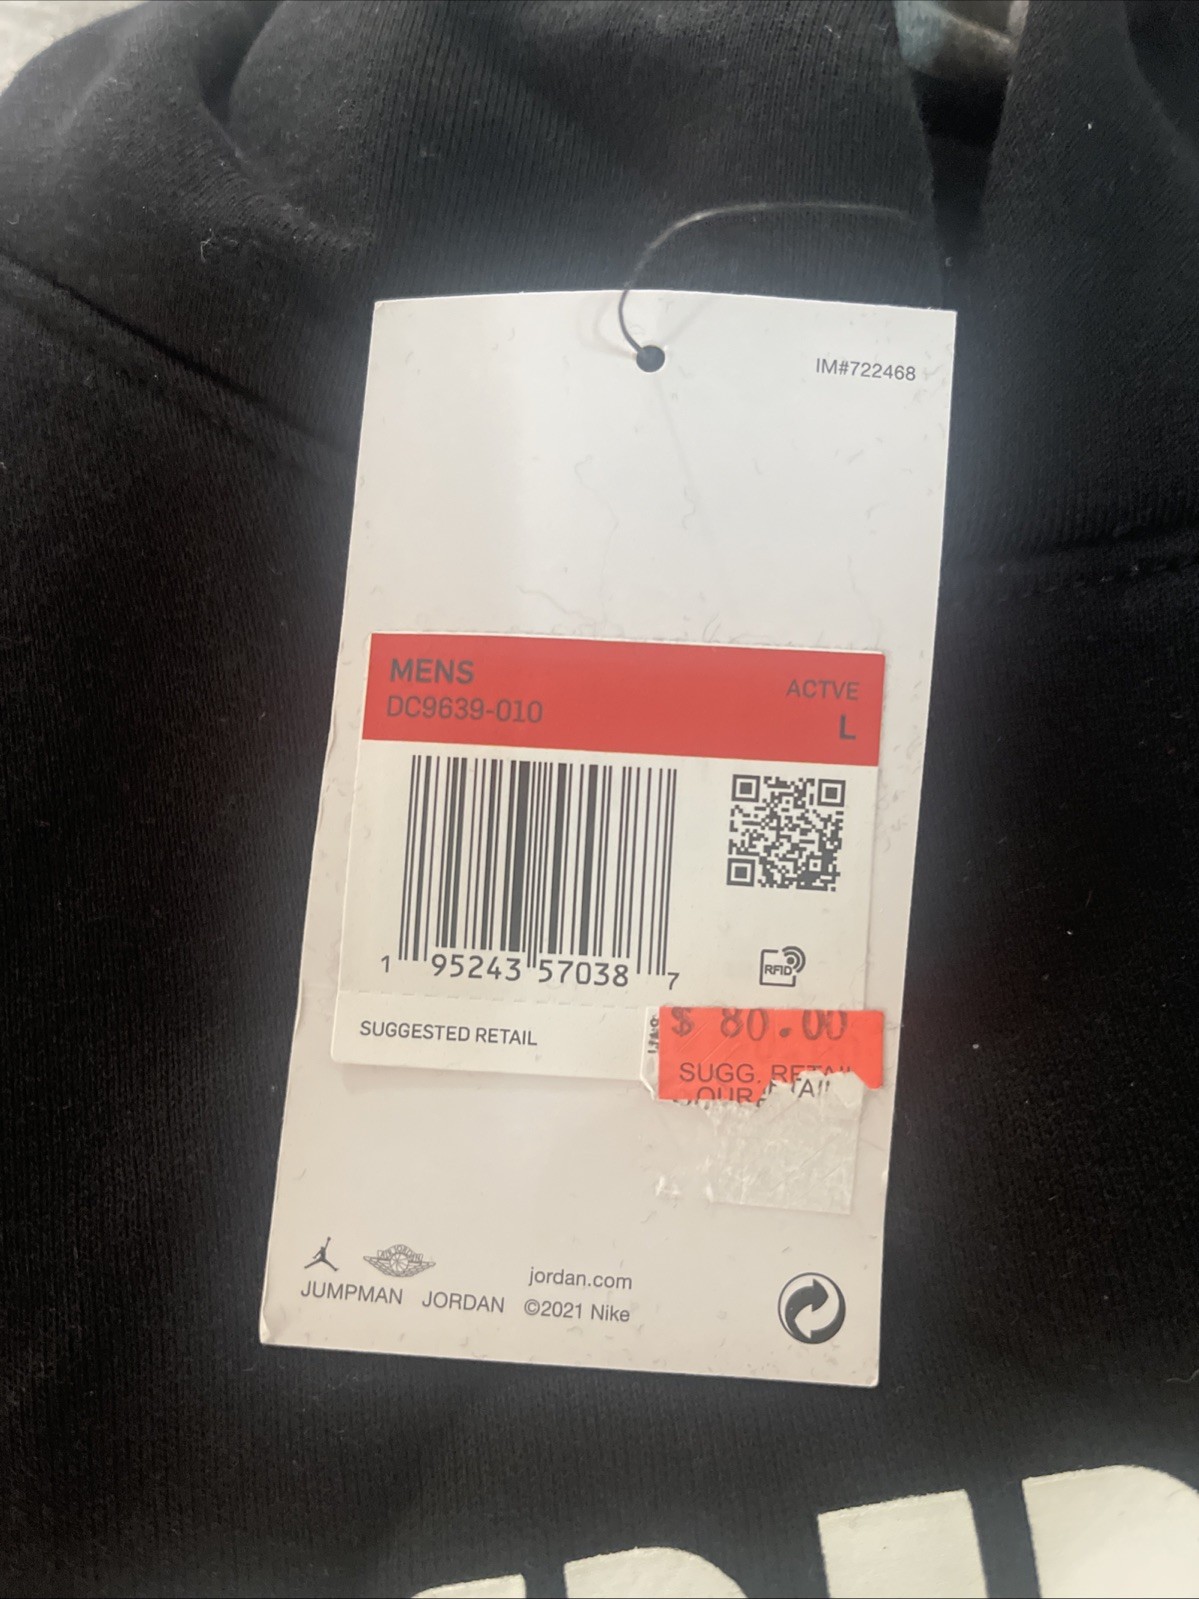 IM#722468
MENS
ACTVE
DC9639-010
L
1 95243 57038 7
RFID
SUGGESTED RETAIL
$ 80.00
SUGG. RETAIL
OUR
jordan.com
JUMPMAN JORDAN ©2021 Nike